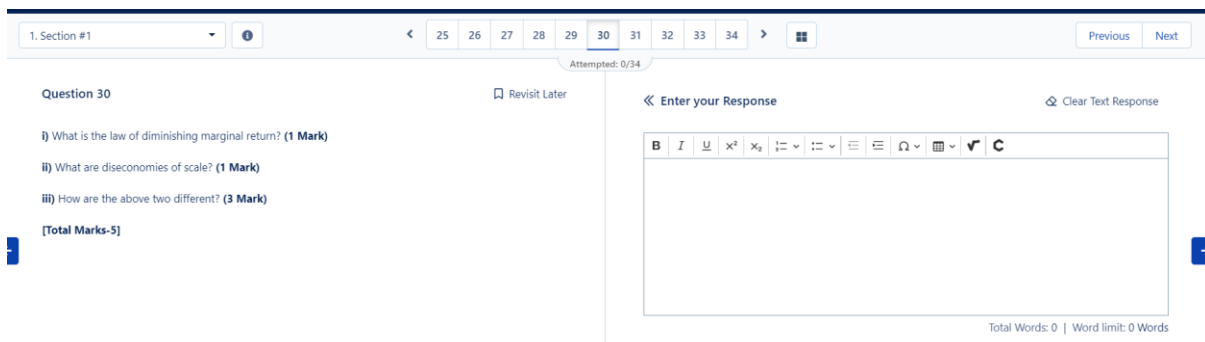 1. Section #1
25 26 27 28 29 30 31 32 33 34
Previous Next
Attempted: 0/34
Question 30
Revisit Later
Enter your Response
Clear Text Response
i) What is the law of diminishing marginal return? (1 Mark)
ii) What are diseconomies of scale? (1 Mark)
iii) How are the above two different? (3 Mark)
[Total Marks-5]
B I U x² x₂ Ω C
Total Words: 0 | Word limit: 0 Words